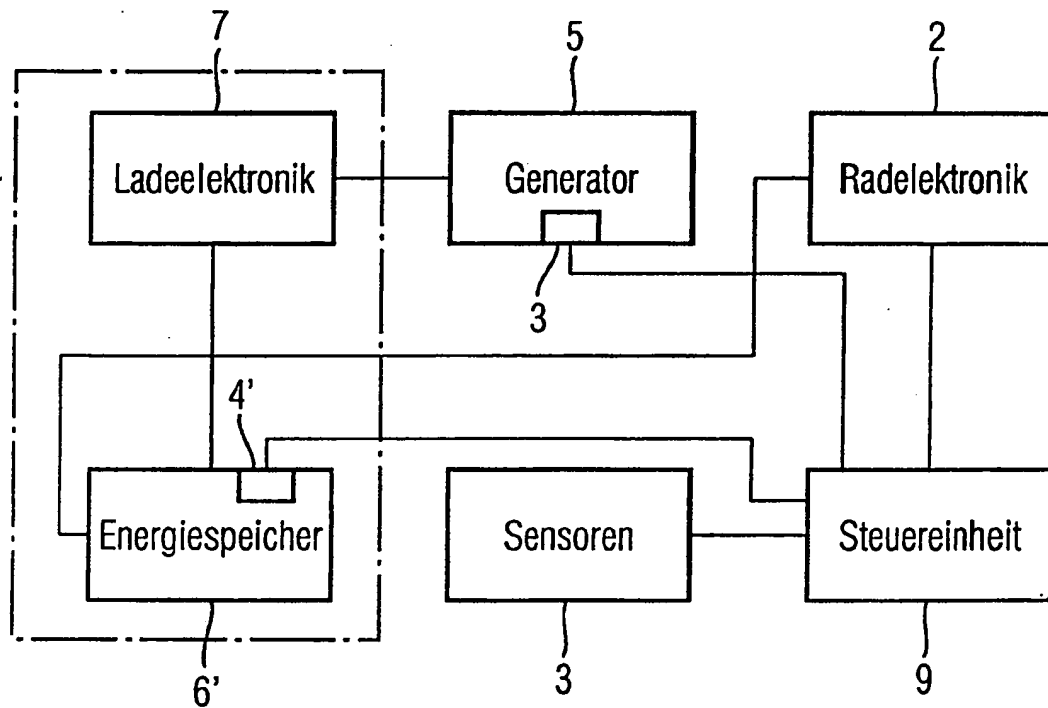 7 5 2
Ladeelektronik Generator Radelektronik
3
4'
Energiespeicher Sensoren Steuereinheit
6' 3 9